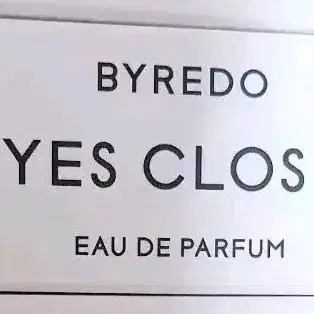 BYREDO
YES CLOS
EAU DE PARFUM